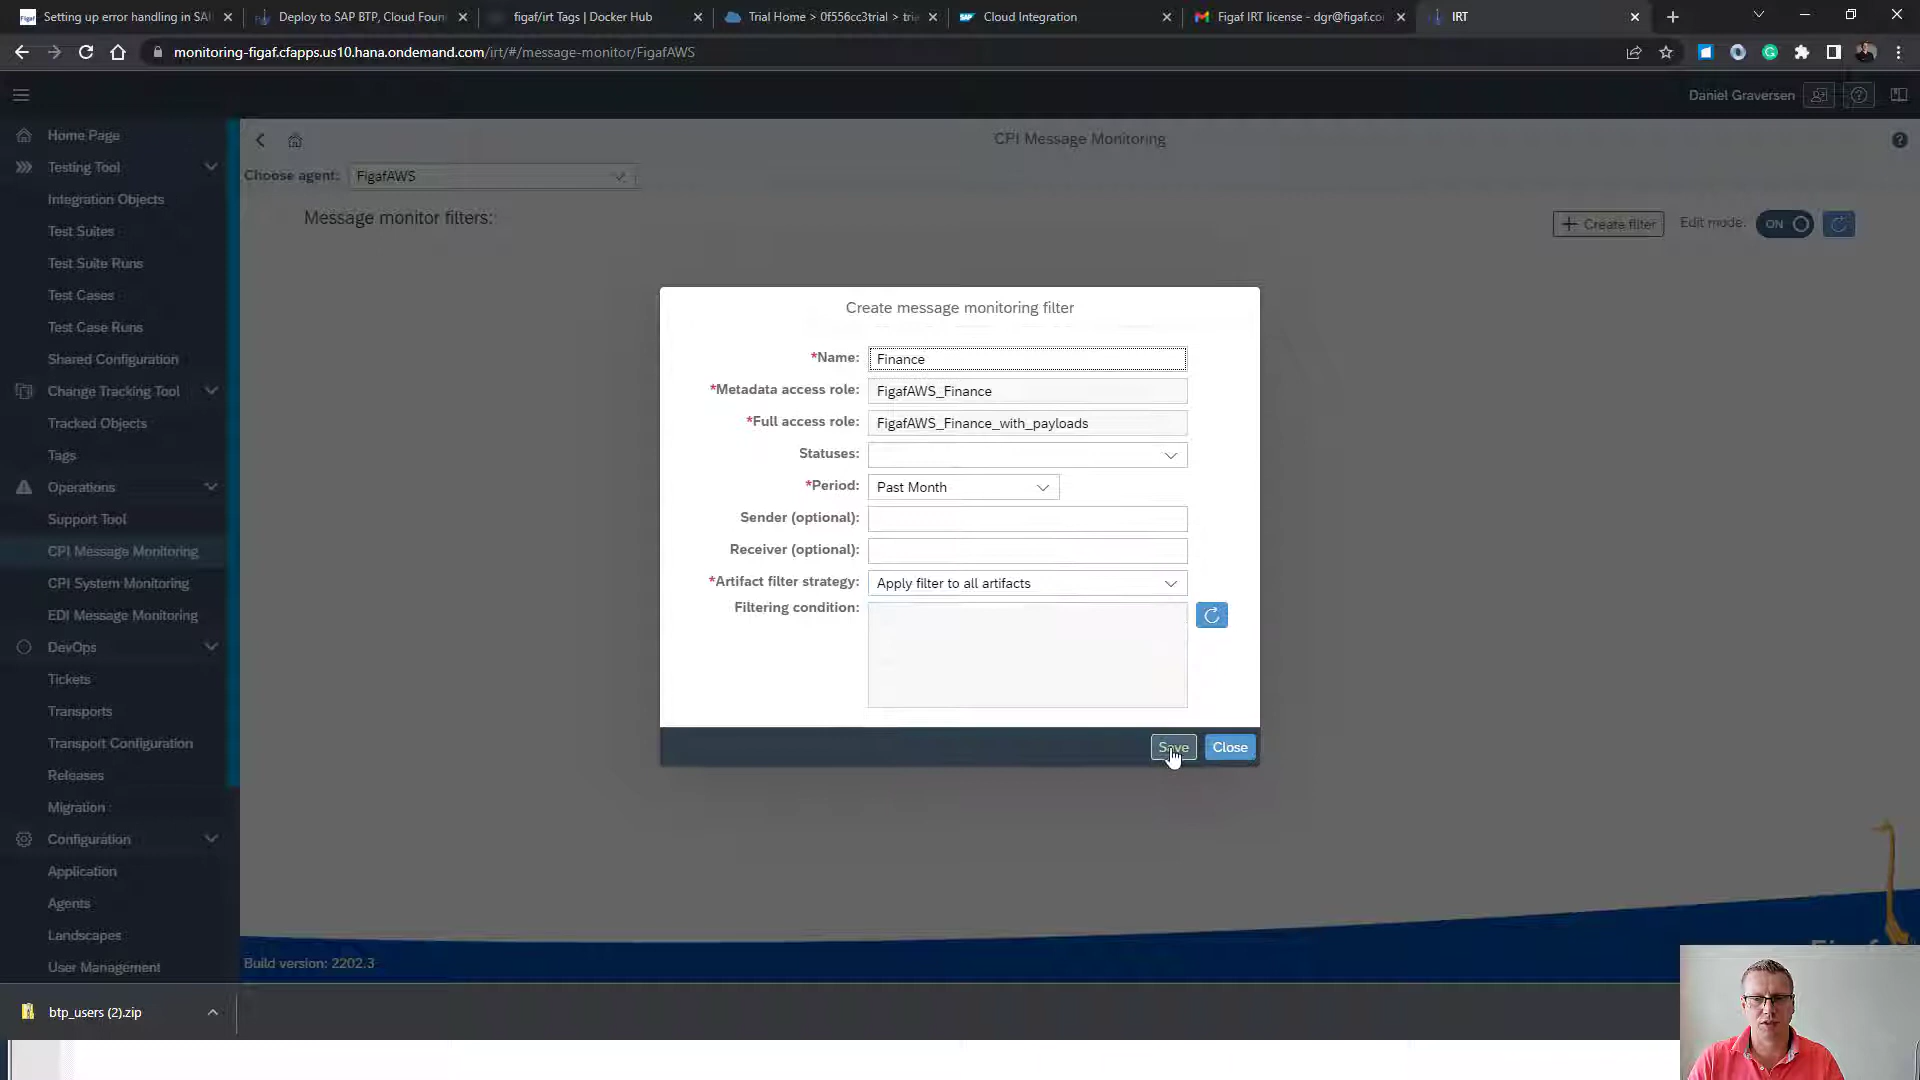 Setting up error handling in SA
Deploy to SAP BTP, Cloud Foun
figaf/irt Tags | Docker Hub
Trial Home > 0f556cc3trial > tria
Cloud Integration
Figaf IRT license - dgr@figaf.co
IRT
monitoring-figaf.cfapps.us10.hana.ondemand.com/irt/#/message-monitor/FigafAWS
Daniel Graversen
Home Page
Testing Tool
Integration Objects
Test Suites
Test Suite Runs
Test Cases
Test Case Runs
Shared Configuration
Change Tracking Tool
Tracked Objects
Tags
Operations
Support Tool
CPI Message Monitoring
CPI System Monitoring
EDI Message Monitoring
DevOps
Tickets
Transports
Transport Configuration
Releases
Migration
Configuration
Application
Agents
Landscapes
User Management
CPI Message Monitoring
Choose agent: FigafAWS
Message monitor filters:
Create filter Edit mode: ON
Create message monitoring filter
*Name: Finance
*Metadata access role: FigafAWS_Finance
*Full access role: FigafAWS_Finance_with_payloads
Statuses:
*Period: Past Month
Sender (optional):
Receiver (optional):
*Artifact filter strategy: Apply filter to all artifacts
Filtering condition:
Save Close
Build version: 2202.3
btp_users (2).zip